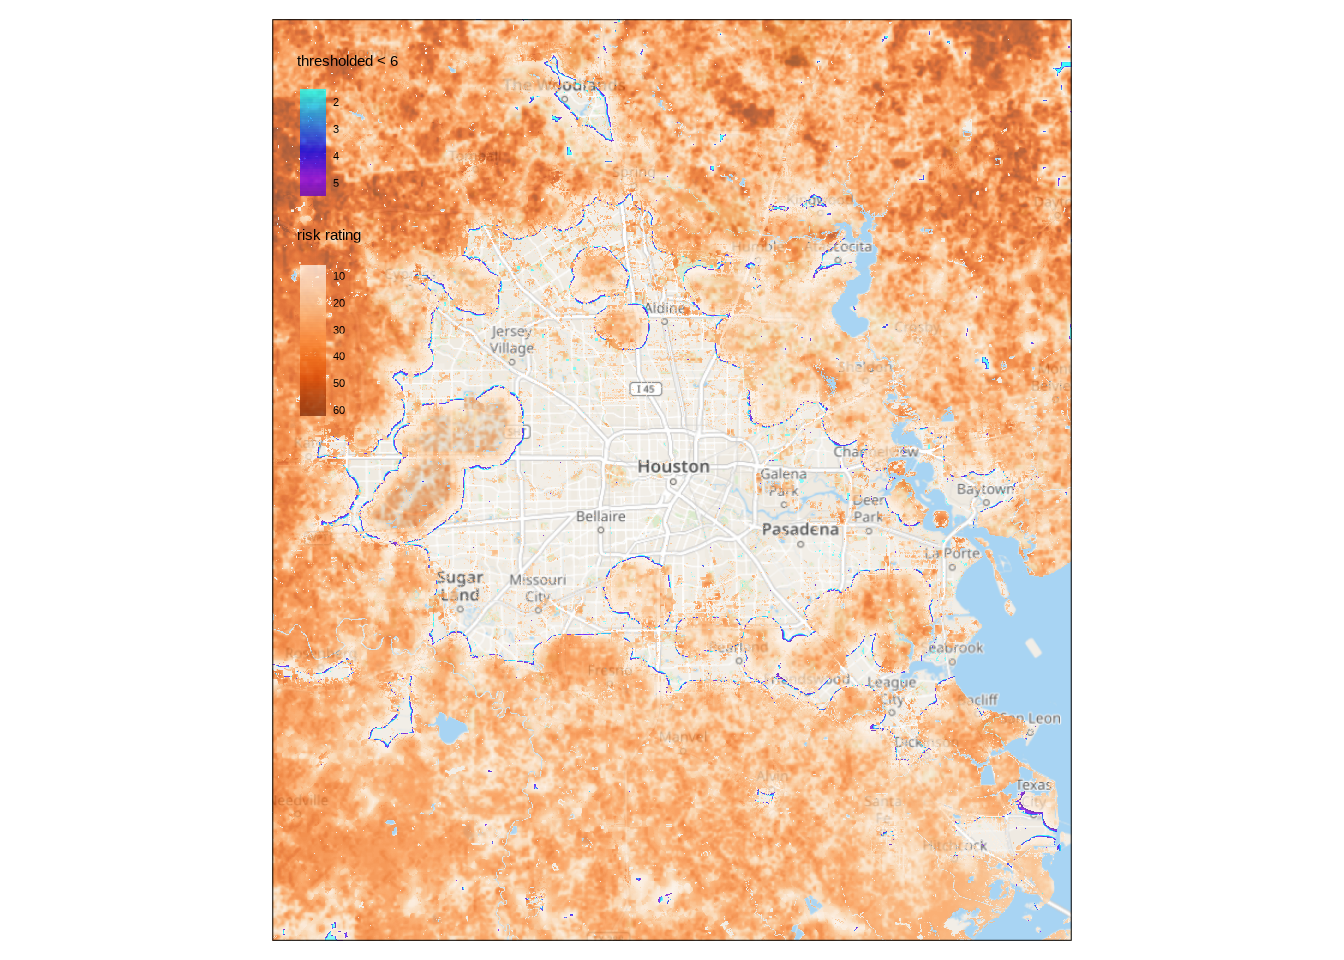 thresholded < 6
2
3
4
5
risk rating
10
20
30
40
50
60
The Woodlands
Tomball
Spring
Humble
Atascocita
Aldine
Jersey
Village
Crosby
Sheldon
I 45
Houston
Channelview
Galena
Park
Baytown
Deer
Park
Bellaire
Pasadena
La Porte
Sugar
Land
Missouri
City
Rosenberg
Pearland
Seabrook
Fresno
Friendswood
League
City
Bacliff
San Leon
Manvel
Dickinson
Alvin
Texas
City
Needville
Santa
Fe
Hitchcock